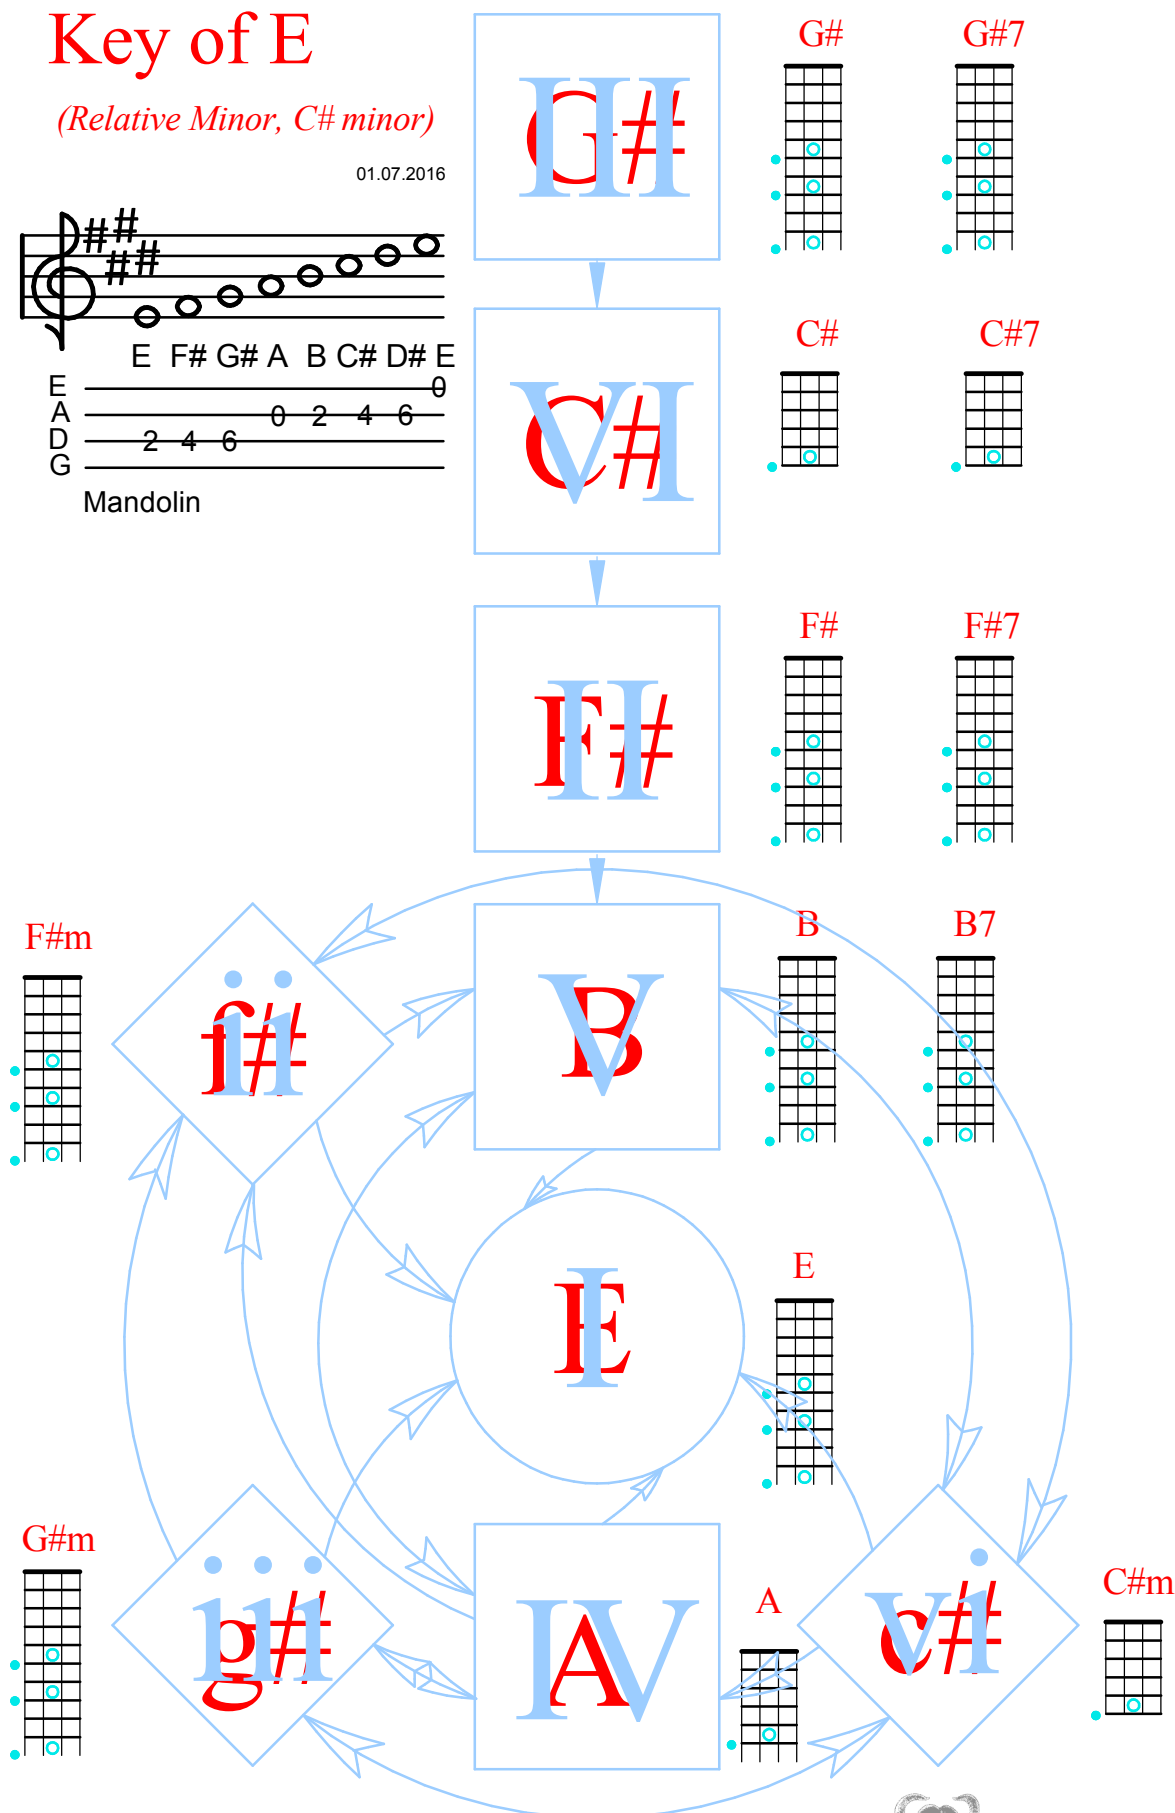 Key of E
(Relative Minor, C# minor)
01.07.2016
E F# G# A B C# D# E
E 0
A 0 2 4 6
D 2 4 6
G
Mandolin
III
G#
G# G#7
VI
C#
C# C#7
II
F#
F# F#7
F#m
ii
f#
V
B
B B7
I
E
E
G#m
iii
g#
IV
A
A
vi
c#
C#m